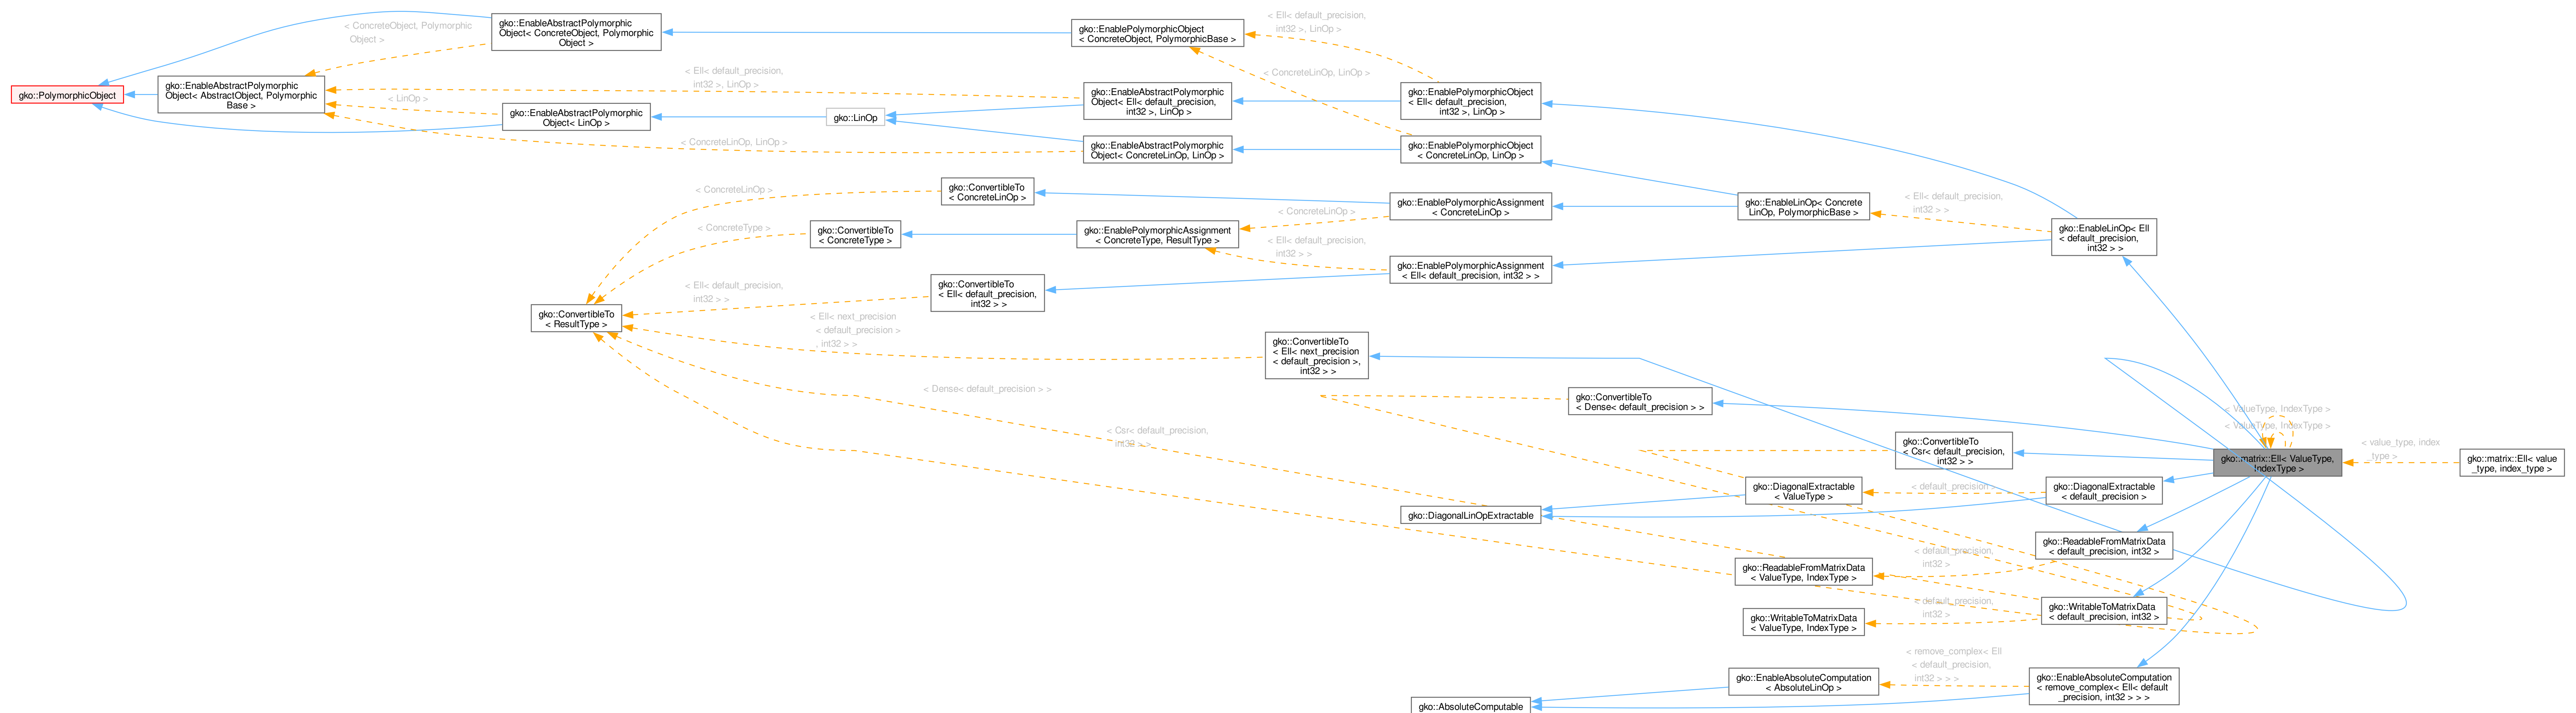 gko::PolymorphicObject
gko::EnableAbstractPolymorphic
Object< AbstractObject, Polymorphic
Base >
< ConcreteObject, Polymorphic
Object >
gko::EnableAbstractPolymorphic
Object< ConcreteObject, Polymorphic
Object >
< LinOp >
gko::EnableAbstractPolymorphic
Object< LinOp >
< Ell< default_precision,
int32 >, LinOp >
< ConcreteLinOp, LinOp >
gko::LinOp
gko::EnablePolymorphicObject
< ConcreteObject, PolymorphicBase >
gko::EnableAbstractPolymorphic
Object< Ell< default_precision,
int32 >, LinOp >
gko::EnableAbstractPolymorphic
Object< ConcreteLinOp, LinOp >
< Ell< default_precision,
int32 >, LinOp >
< ConcreteLinOp, LinOp >
gko::EnablePolymorphicObject
< Ell< default_precision,
int32 >, LinOp >
gko::EnablePolymorphicObject
< ConcreteLinOp, LinOp >
gko::ConvertibleTo
< ResultType >
< ConcreteLinOp >
< ConcreteType >
< Ell< default_precision,
int32 > >
< Ell< next_precision
< default_precision >
, int32 > >
< Dense< default_precision > >
< Csr< default_precision,
int32 > >
gko::ConvertibleTo
< ConcreteLinOp >
gko::ConvertibleTo
< ConcreteType >
gko::ConvertibleTo
< Ell< default_precision,
int32 > >
gko::EnablePolymorphicAssignment
< ConcreteType, ResultType >
< ConcreteLinOp >
< Ell< default_precision,
int32 > >
gko::EnablePolymorphicAssignment
< ConcreteLinOp >
gko::EnablePolymorphicAssignment
< Ell< default_precision, int32 > >
gko::EnableLinOp< Concrete
LinOp, PolymorphicBase >
< Ell< default_precision,
int32 > >
gko::EnableLinOp< Ell
< default_precision,
int32 > >
gko::ConvertibleTo
< Ell< next_precision
< default_precision >,
int32 > >
gko::ConvertibleTo
< Dense< default_precision > >
gko::ConvertibleTo
< Csr< default_precision,
int32 > >
gko::DiagonalLinOpExtractable
gko::DiagonalExtractable
< ValueType >
< default_precision >
gko::DiagonalExtractable
< default_precision >
gko::ReadableFromMatrixData
< ValueType, IndexType >
< default_precision,
int32 >
gko::ReadableFromMatrixData
< default_precision, int32 >
gko::WritableToMatrixData
< ValueType, IndexType >
< default_precision,
int32 >
gko::WritableToMatrixData
< default_precision, int32 >
gko::AbsoluteComputable
gko::EnableAbsoluteComputation
< AbsoluteLinOp >
< remove_complex< Ell
< default_precision,
int32 > > >
gko::EnableAbsoluteComputation
< remove_complex< Ell< default
_precision, int32 > > >
< ValueType, IndexType >
< ValueType, IndexType >
gko::matrix::Ell< ValueType,
IndexType >
< value_type, index
_type >
gko::matrix::Ell< value
_type, index_type >